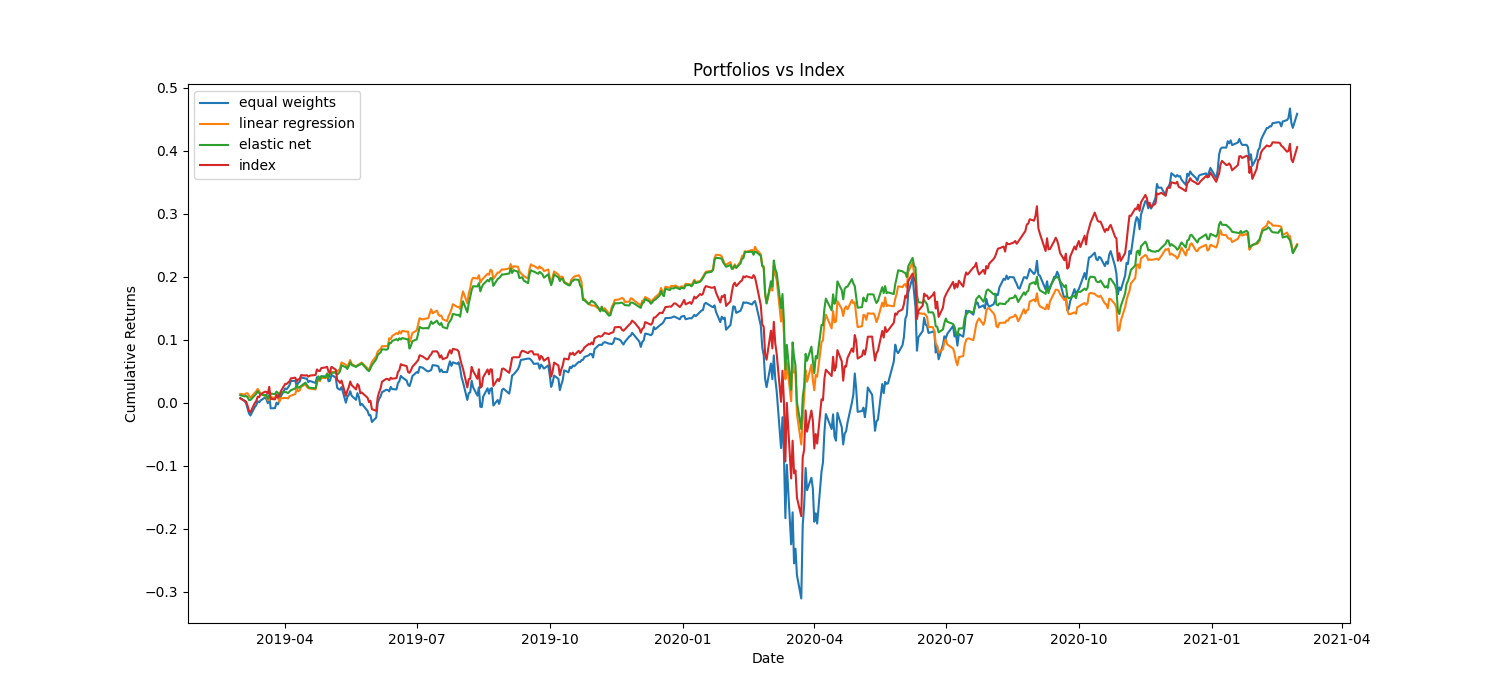 Portfolios vs Index
equal weights
linear regression
elastic net
index
Cumulative Returns
0.5
0.4
0.3
0.2
0.1
0.0
−0.1
−0.2
−0.3
2019-04 2019-07 2019-10 2020-01 2020-04 2020-07 2020-10 2021-01 2021-04
Date